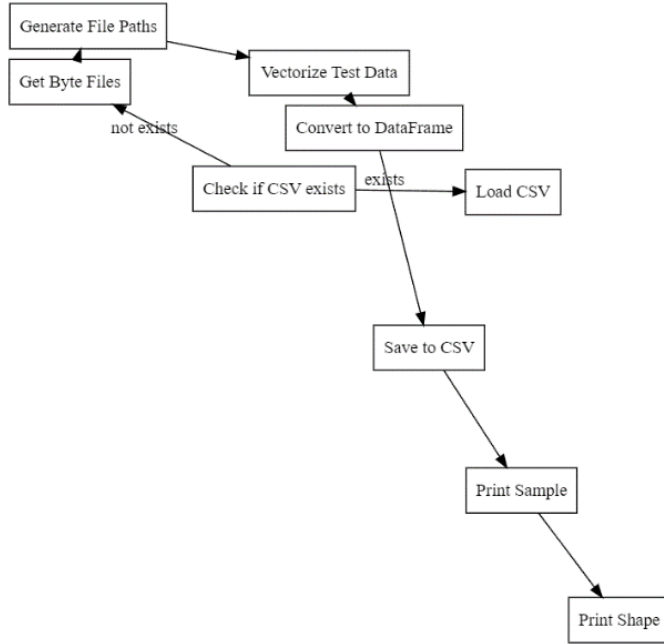 Generate File Paths
Get Byte Files
Vectorize Test Data
Convert to DataFrame
not exists
Check if CSV exists
exists
Load CSV
Save to CSV
Print Sample
Print Shape